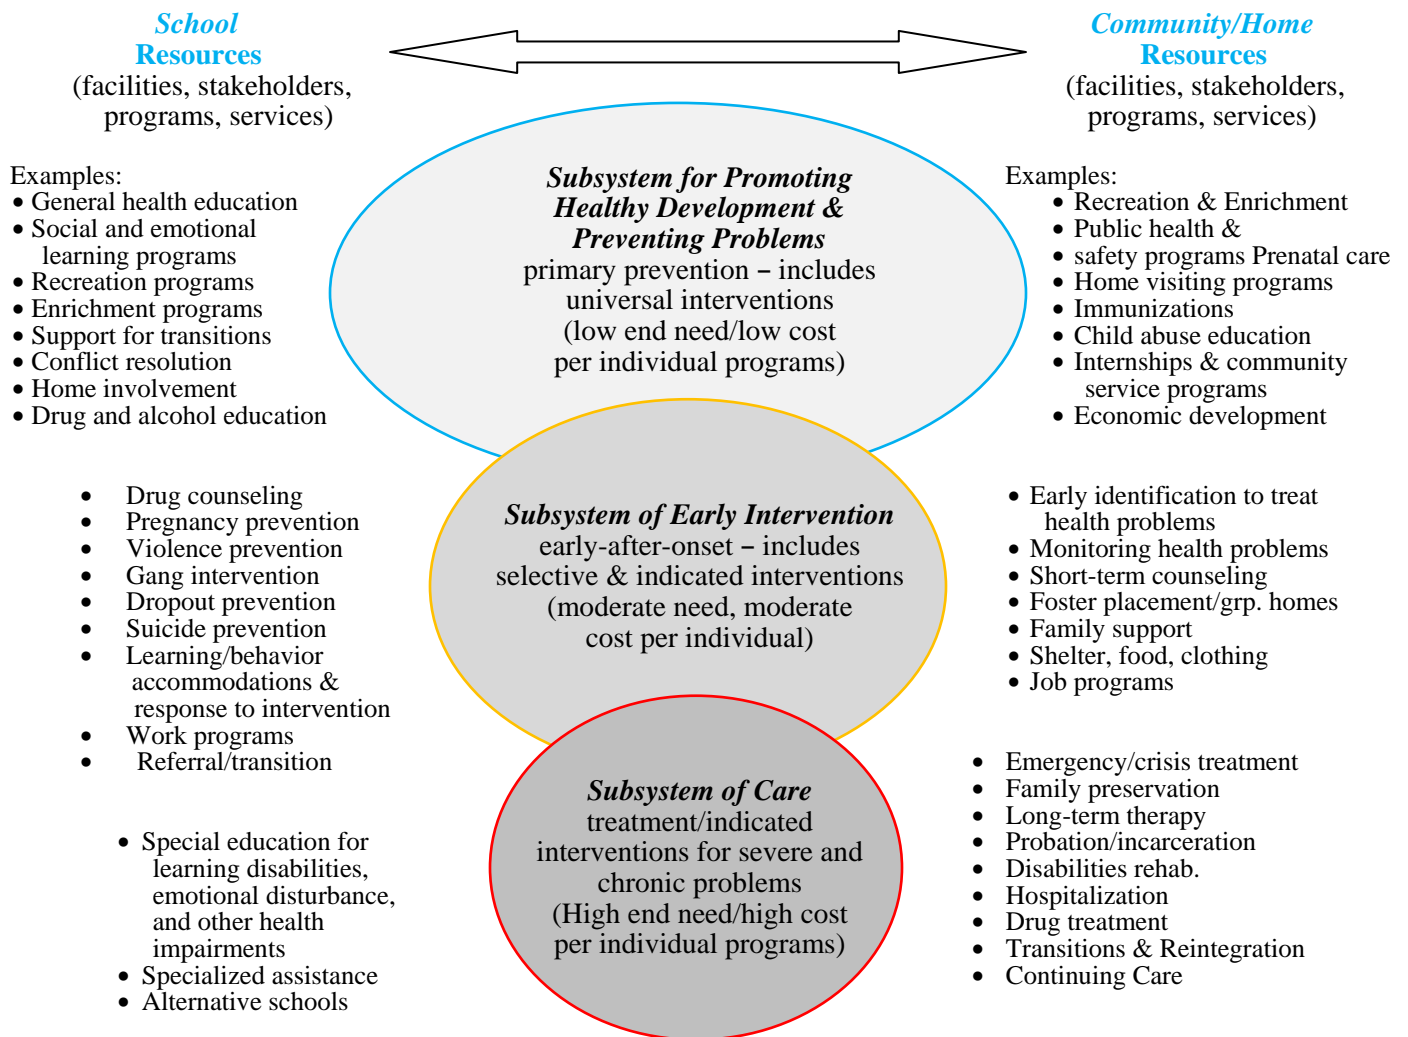 School
Resources
(facilities, stakeholders,
programs, services)
Examples:
• General health education
• Social and emotional
learning programs
• Recreation programs
• Enrichment programs
• Support for transitions
• Conflict resolution
• Home involvement
• Drug and alcohol education
• Drug counseling
• Pregnancy prevention
• Violence prevention
• Gang intervention
• Dropout prevention
• Suicide prevention
• Learning/behavior
accommodations &
response to intervention
• Work programs
• Referral/transition
• Special education for
learning disabilities,
emotional disturbance,
and other health
impairments
• Specialized assistance
• Alternative schools
Subsystem for Promoting
Healthy Development &
Preventing Problems
primary prevention – includes
universal interventions
(low end need/low cost
per individual programs)
Subsystem of Early Intervention
early-after-onset – includes
selective & indicated interventions
(moderate need, moderate
cost per individual)
Subsystem of Care
treatment/indicated
interventions for severe and
chronic problems
(High end need/high cost
per individual programs)
Community/Home
Resources
(facilities, stakeholders,
programs, services)
Examples:
• Recreation & Enrichment
• Public health &
• safety programs Prenatal care
• Home visiting programs
• Immunizations
• Child abuse education
• Internships & community
service programs
• Economic development
• Early identification to treat
health problems
• Monitoring health problems
• Short-term counseling
• Foster placement/grp. homes
• Family support
• Shelter, food, clothing
• Job programs
• Emergency/crisis treatment
• Family preservation
• Long-term therapy
• Probation/incarceration
• Disabilities rehab.
• Hospitalization
• Drug treatment
• Transitions & Reintegration
• Continuing Care